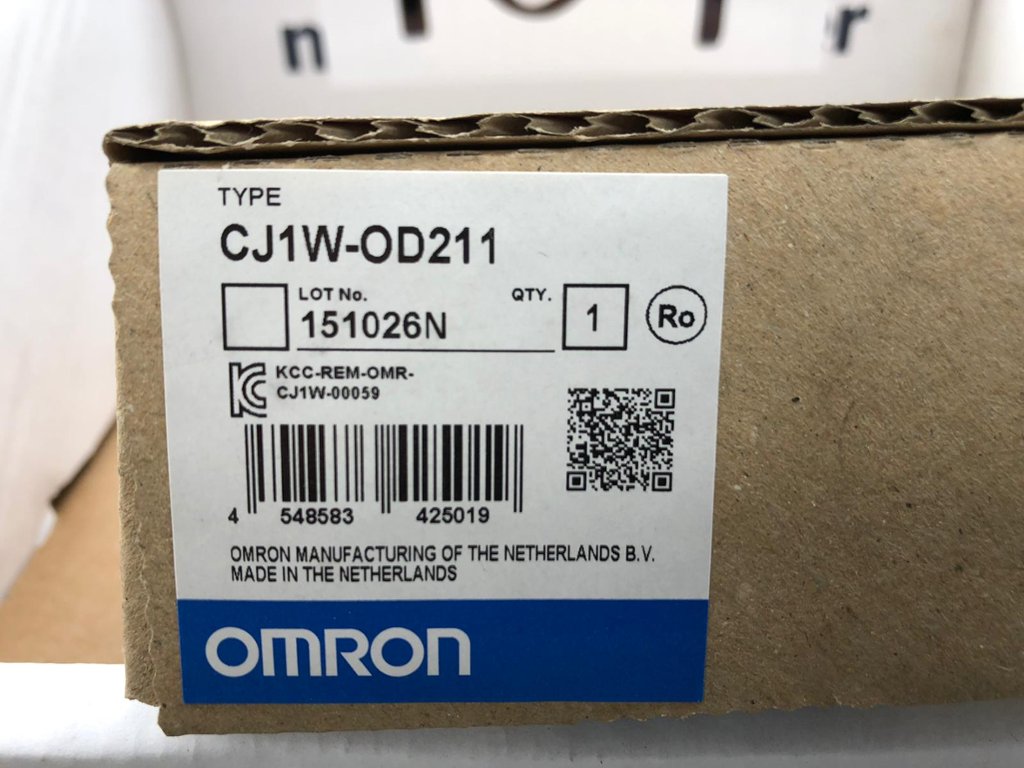 n
er
TYPE
CJ1W-OD211
LOT No.
QTY.
151026N
1
Ro
KCC-REM-OMR-
CJ1W-00059
4 548583 425019
OMRON MANUFACTURING OF THE NETHERLANDS B.V.
MADE IN THE NETHERLANDS
OMRON